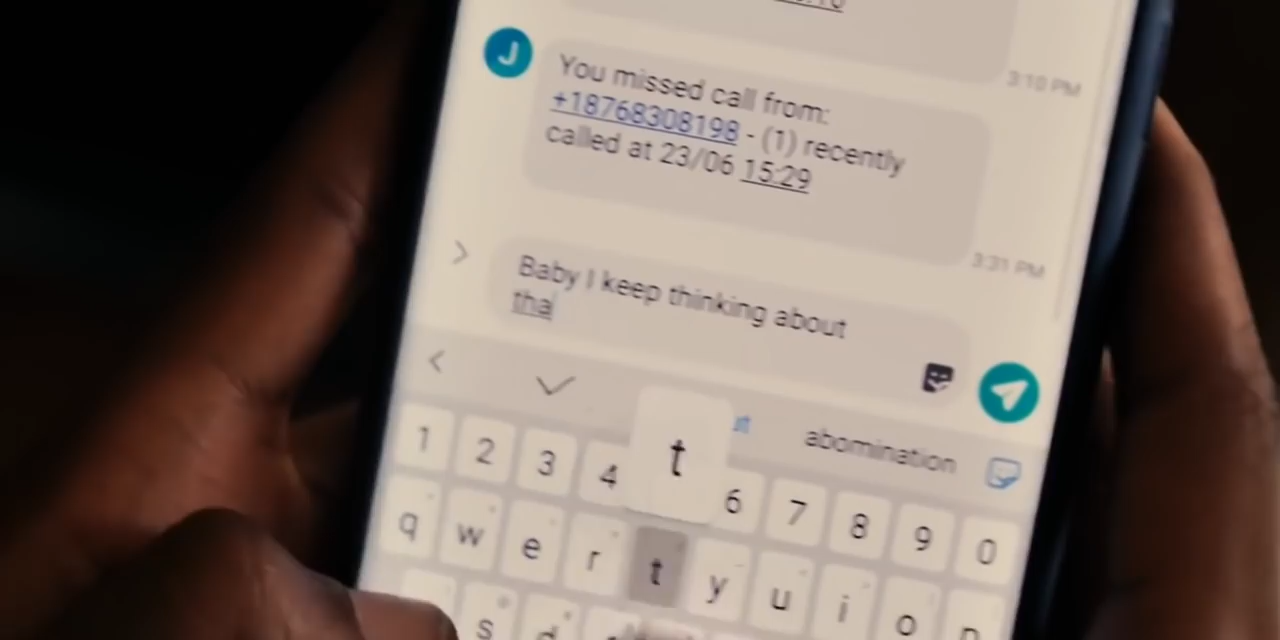 J
You missed call from:
+18768308198 - (1) recently
called at 23/06 15:29
3:10 PM
3:31 PM
Baby I keep thinking about
tha
abomination
t
1 2 3 4 6 7 8 9 0
q w e r t y u i o p
s d